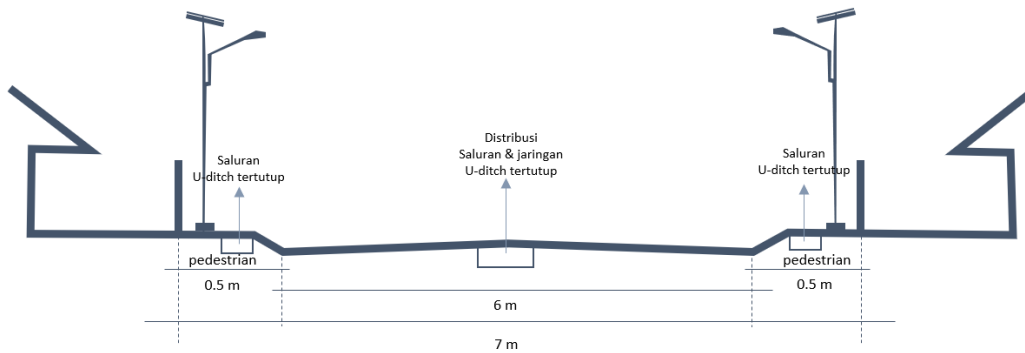 Distribusi
Saluran & jaringan
U-ditch tertutup
Saluran
U-ditch tertutup
Saluran
U-ditch tertutup
pedestrian
pedestrian
0.5 m
0.5 m
6 m
7 m